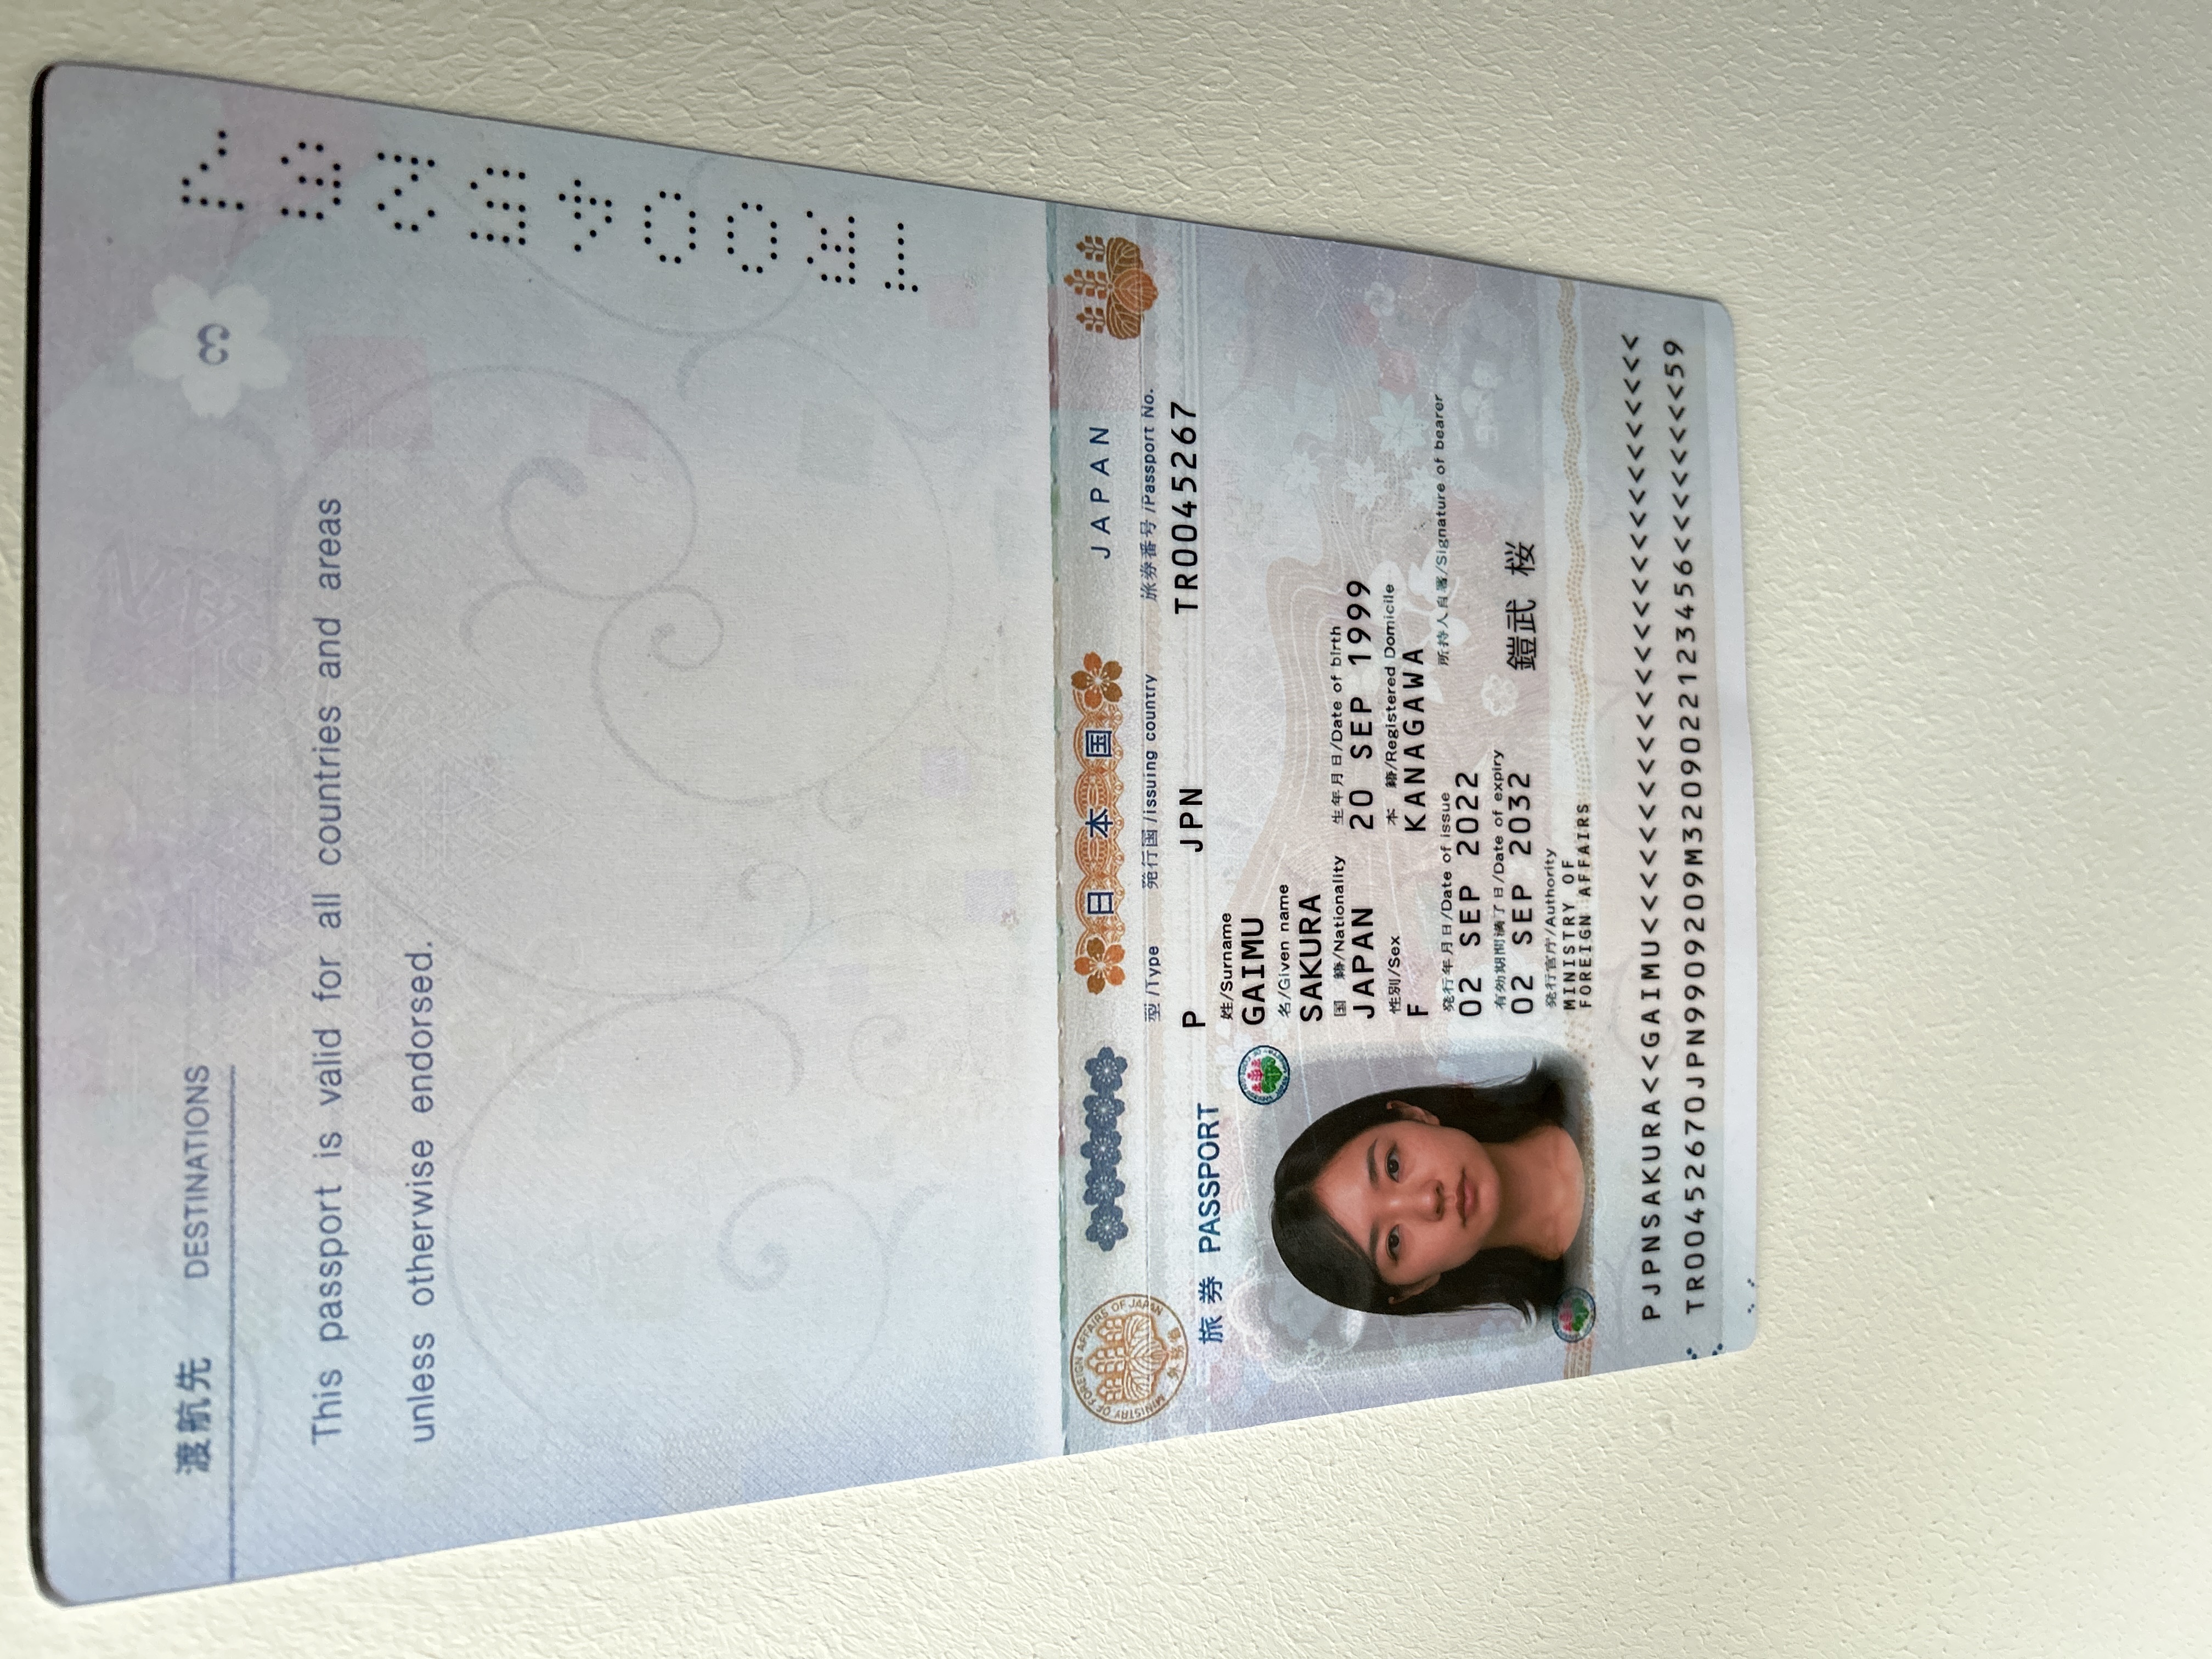 渡航先 DESTINATIONS
3
This passport is valid for all countries and areas
unless otherwise endorsed.
TR0045267
MINISTRY OF FOREIGN AFFAIRS OF JAPAN
外務省
日本国 JAPAN
型/Type 発行国/issuing country 旅券番号/Passport No.
旅券 PASSPORT
P JPN TR0045267
姓/Surname
GAIMU
名/Given name
SAKURA
国 籍/Nationality 生年月日/Date of birth
JAPAN 20 SEP 1999
性別/Sex 本 籍/Registered Domicile
F KANAGAWA
発行年月日/Date of issue 所持人自署/Signature of bearer
02 SEP 2022
有効期間満了日/Date of expiry
02 SEP 2032 鎧武 桜
発行官庁/Authority
MINISTRY OF
FOREIGN AFFAIRS
PJPNSAKURA<<GAIMU<<<<<<<<<<<<<<<<<<<<<<<<<<<
TR00452670JPN9909209M3209022123456<<<<<<<<59